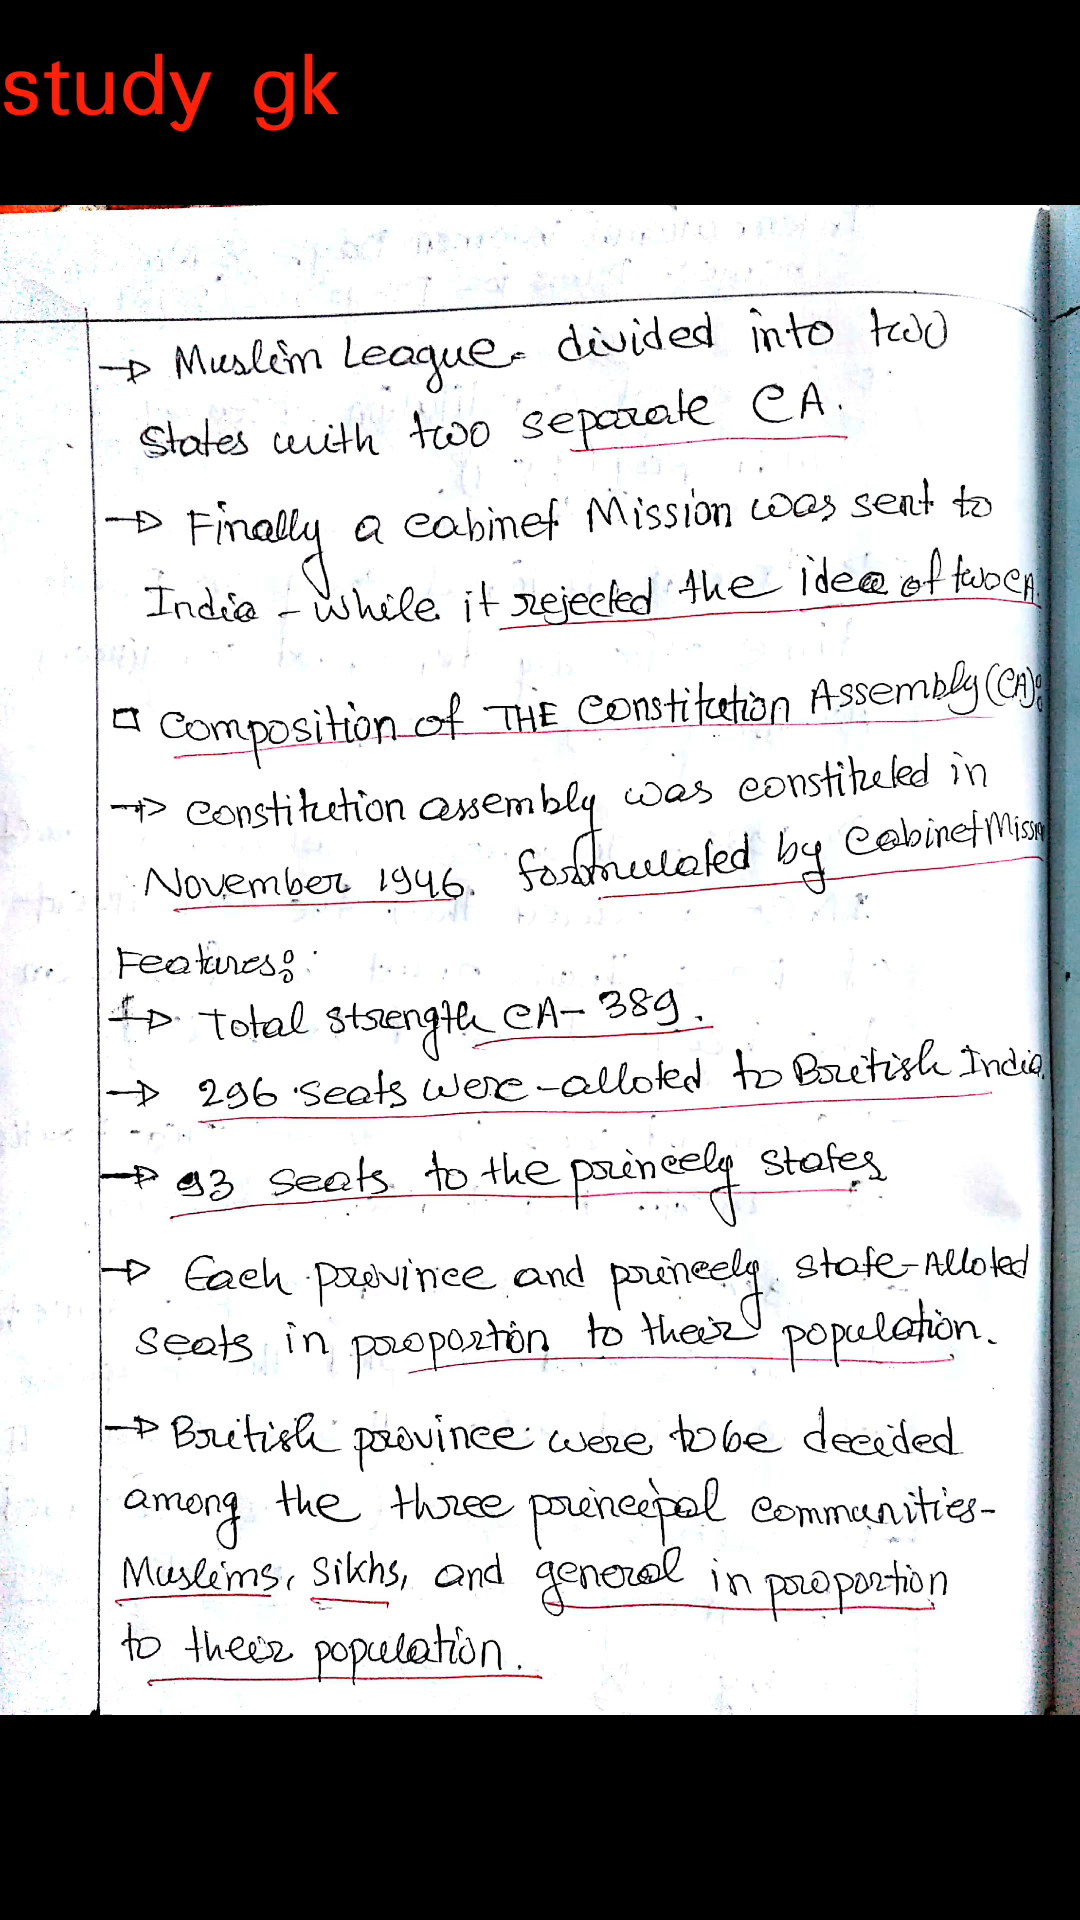 study gk
→ Muslim League - divided into two
states with two separate CA.
→ Finally a cabinet Mission was sent to
India - while it rejected the idea of two CA.
□ Composition of THE Constitution Assembly (CA):
→ Constitution assembly was constituted in
November 1946. formulated by Cabinet Missn
Features:
→ Total strength CA - 389.
→ 296 seats were - alloted to British India.
→ 93 seats to the princely states
→ Each province and princely state - Alloted
seats in proportion to their population.
→ British province were to be decided
among the three principal communities -
Muslims, Sikhs, and general in proportion
to their population.